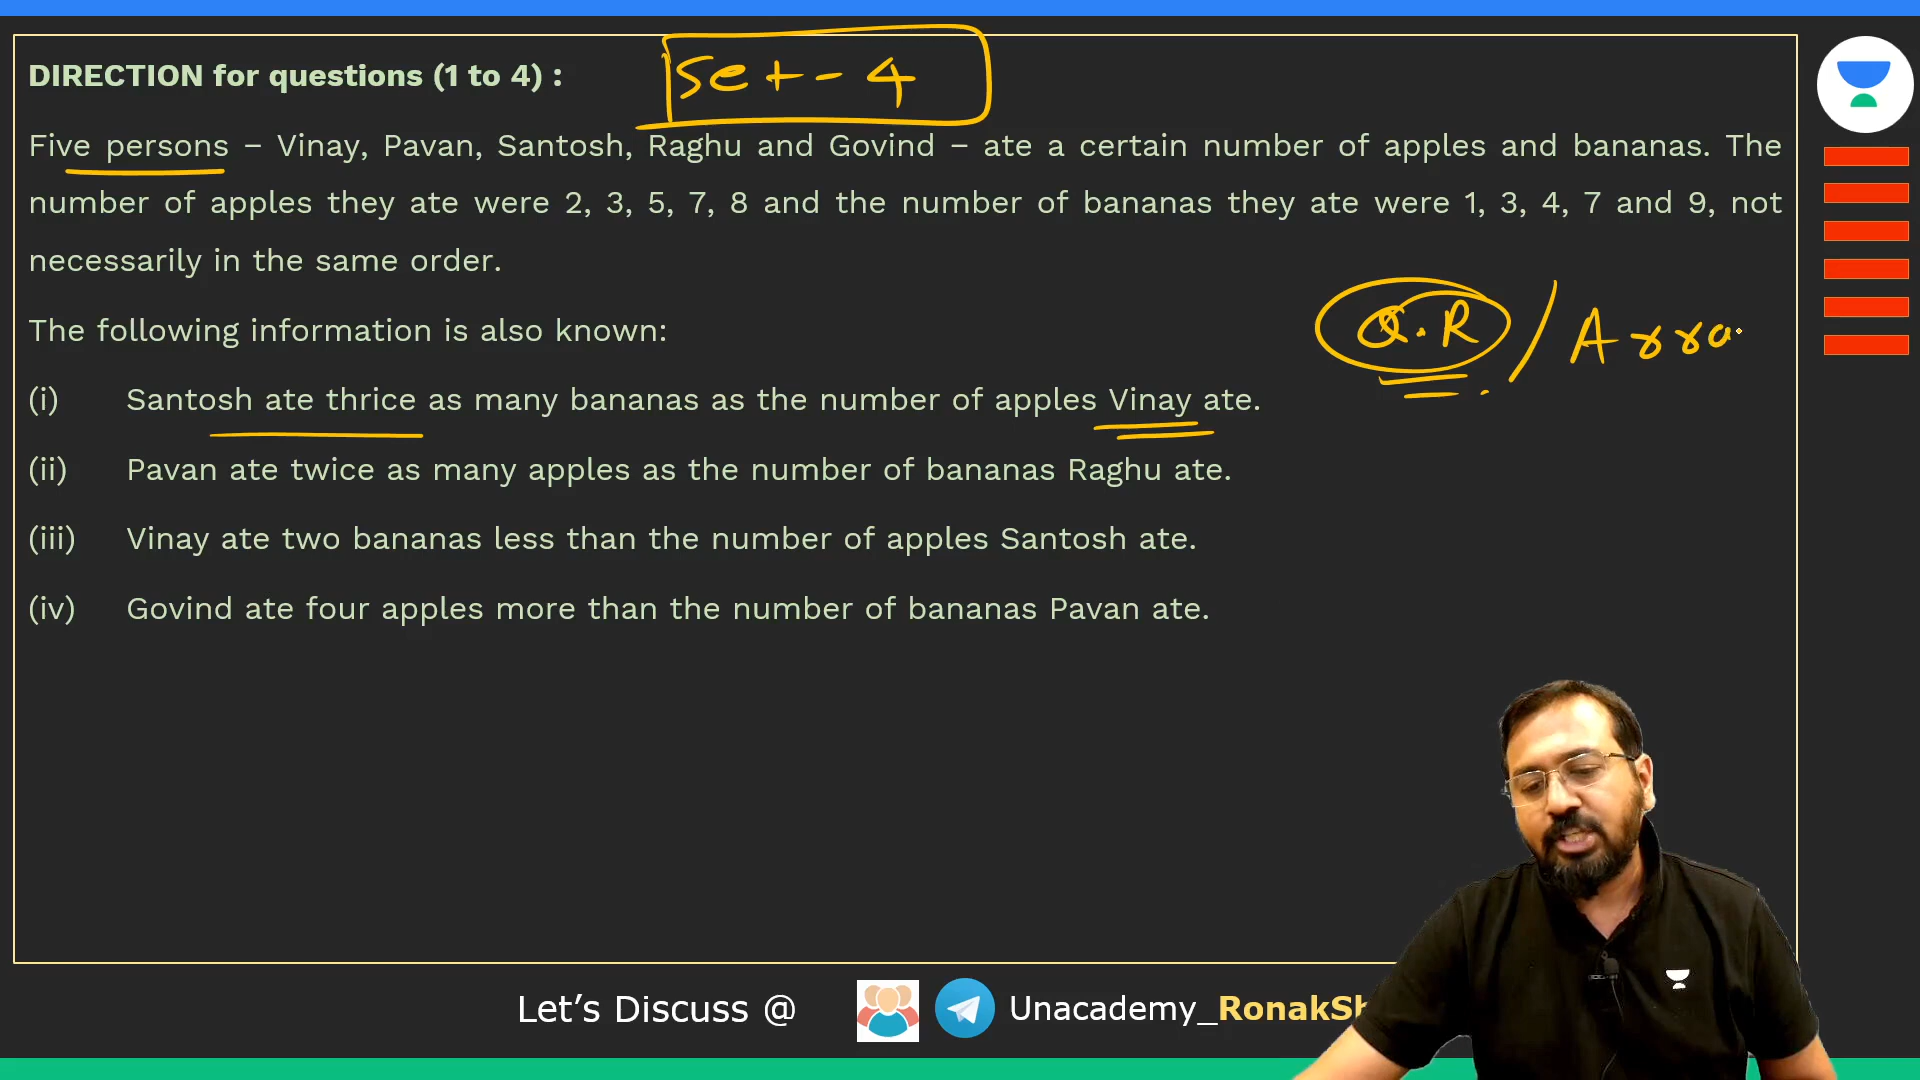 DIRECTION for questions (1 to 4) :
Set - 4
Five persons – Vinay, Pavan, Santosh, Raghu and Govind – ate a certain number of apples and bananas. The
number of apples they ate were 2, 3, 5, 7, 8 and the number of bananas they ate were 1, 3, 4, 7 and 9, not
necessarily in the same order.
Q.R / Arra
The following information is also known:
(i) Santosh ate thrice as many bananas as the number of apples Vinay ate.
(ii) Pavan ate twice as many apples as the number of bananas Raghu ate.
(iii) Vinay ate two bananas less than the number of apples Santosh ate.
(iv) Govind ate four apples more than the number of bananas Pavan ate.
Let's Discuss @ Unacademy_RonakSh